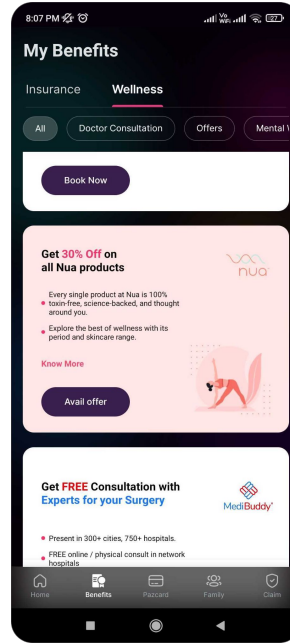 8:07 PM
Vo
WiFi
27
My Benefits
Insurance
Wellness
All
Doctor Consultation
Offers
Mental
Book Now
Get 30% Off on
all Nua products
nua
Every single product at Nua is 100%
toxin-free, science-backed, and thought
around you.
Explore the best of wellness with its
period and skincare range.
Know More
Avail offer
Get FREE Consultation with
Experts for your Surgery
MediBuddy
Present in 300+ cities, 750+ hospitals.
FREE online / physical consult in network
hospitals
Home
Benefits
Pazcard
Family
Claim